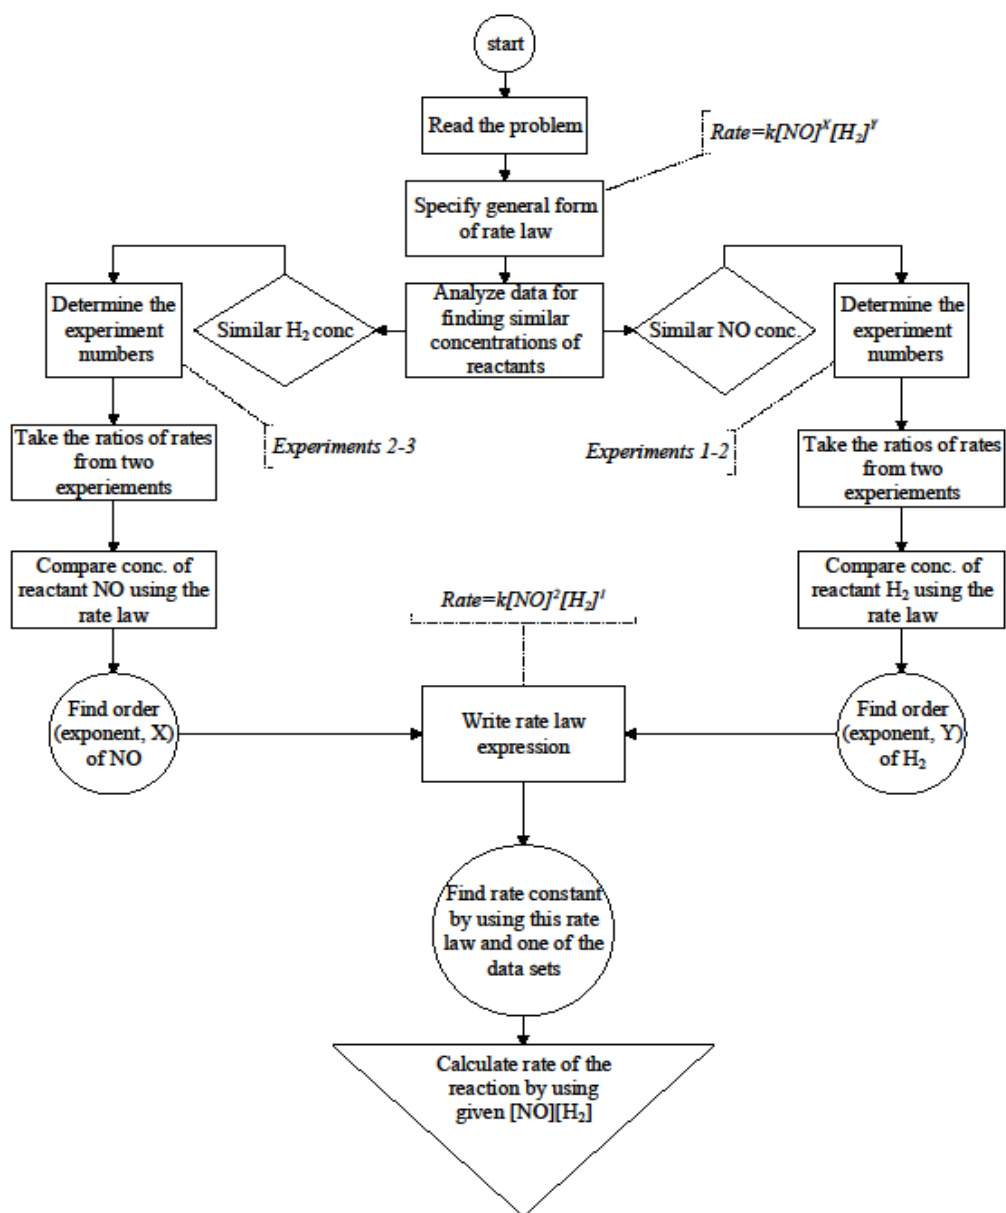 start
Read the problem
Rate=k[NO]^X[H₂]^Y
Specify general form
of rate law
Determine the
experiment
numbers
Similar H₂ conc
Analyze data for
finding similar
concentrations of
reactants
Similar NO conc.
Determine the
experiment
numbers
Experiments 2-3
Experiments 1-2
Take the ratios of rates
from two
experiements
Take the ratios of rates
from two
experiements
Compare conc. of
reactant NO using the
rate law
Compare conc. of
reactant H₂ using the
rate law
Rate=k[NO]²[H₂]¹
Find order
(exponent, X)
of NO
Write rate law
expression
Find order
(exponent, Y)
of H₂
Find rate constant
by using this rate
law and one of the
data sets
Calculate rate of the
reaction by using
given [NO][H₂]